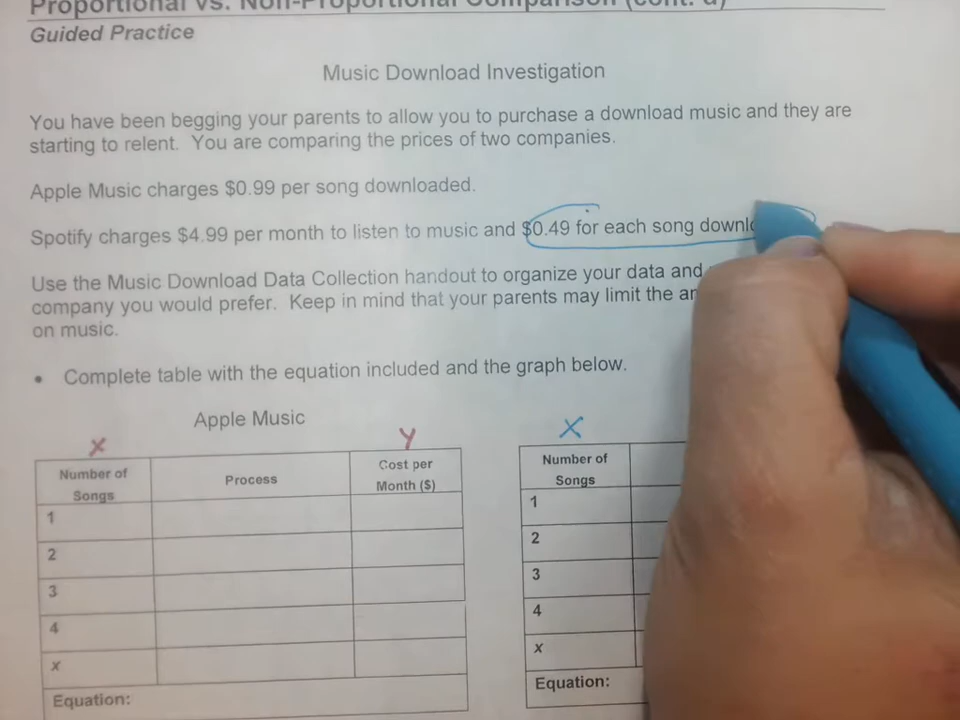 Proportional vs. Non-Proportional Comparison (cont. d)
Guided Practice
Music Download Investigation
You have been begging your parents to allow you to purchase a download music and they are
starting to relent. You are comparing the prices of two companies.
Apple Music charges $0.99 per song downloaded.
Spotify charges $4.99 per month to listen to music and $0.49 for each song
Use the Music Download Data Collection handout to organize your data and
company you would prefer. Keep in mind that your parents may limit the
on music.
• Complete table with the equation included and the graph below.
Apple Music
X Y X
Number of Songs Process Cost per Month ($)
1
2
3
4
x
Equation:
Number of Songs
1
2
3
4
x
Equation: